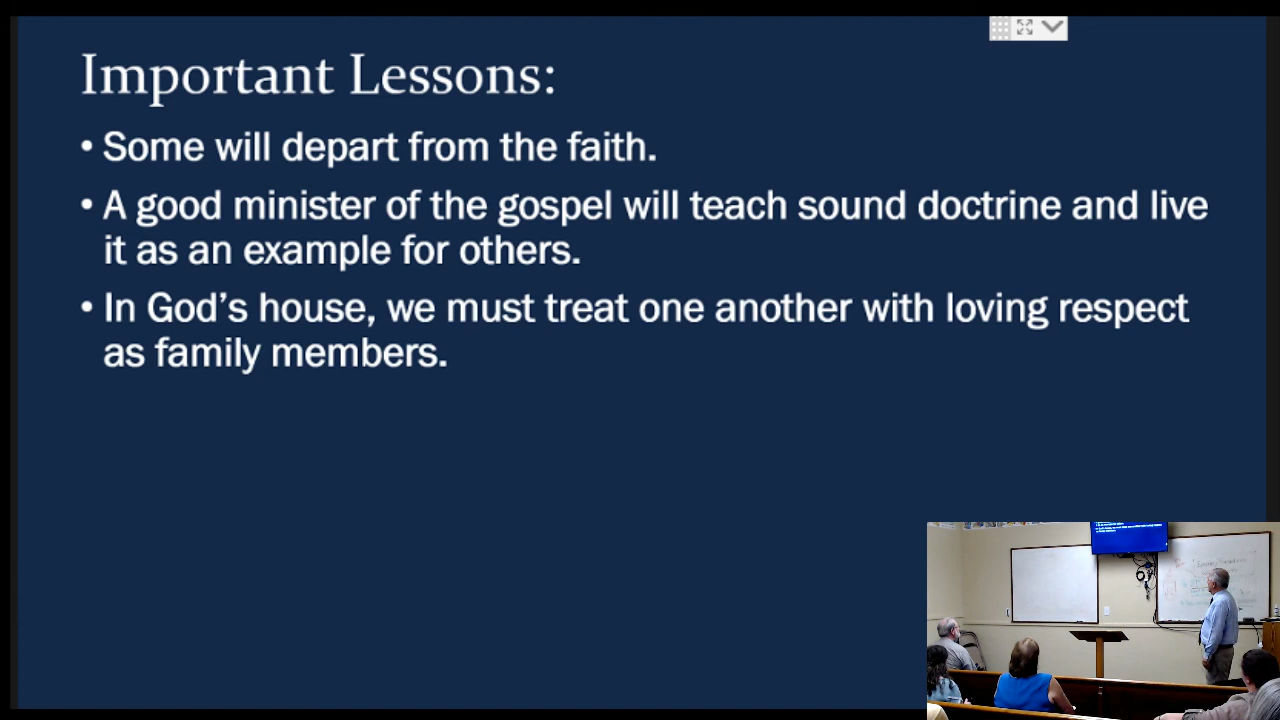 Important Lessons:
• Some will depart from the faith.
• A good minister of the gospel will teach sound doctrine and live
it as an example for others.
• In God’s house, we must treat one another with loving respect
as family members.